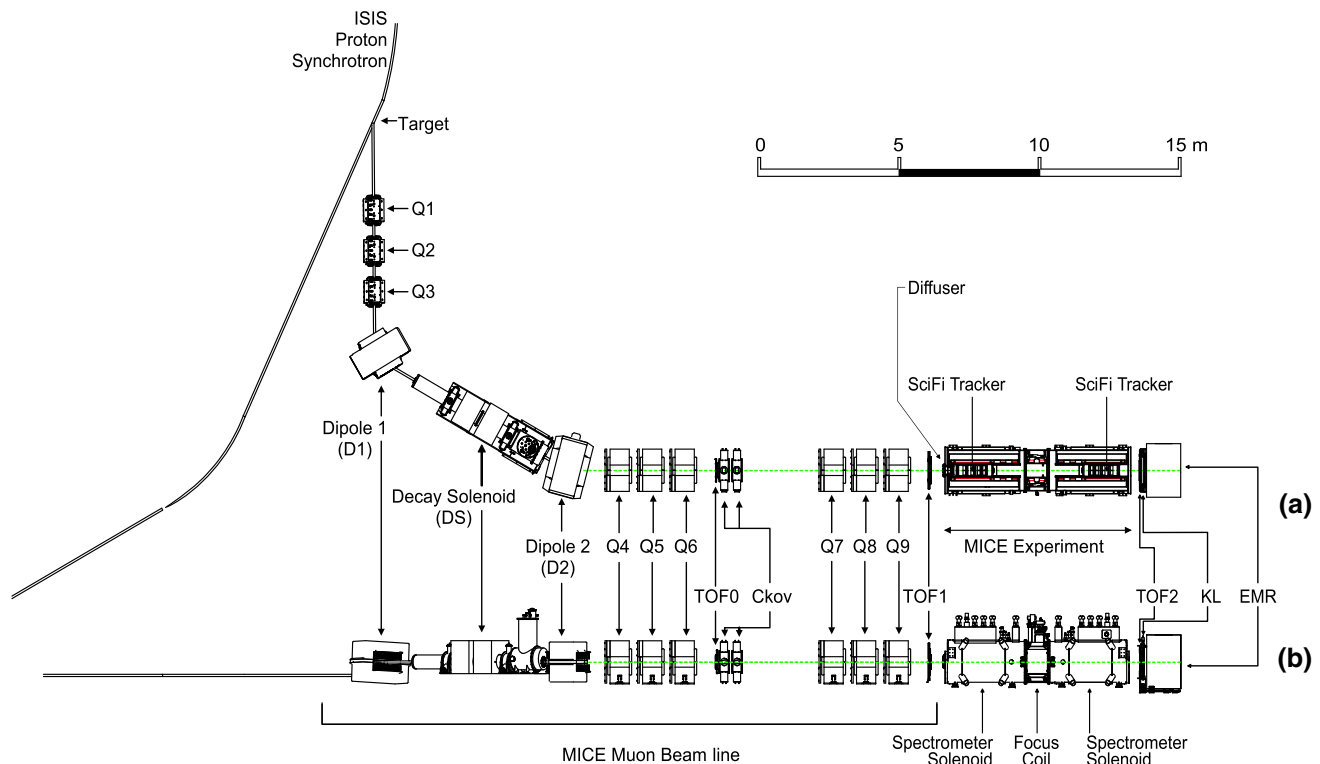 ISIS
Proton
Synchrotron
Target
0 5 10 15 m
Q1
Q2
Q3
Diffuser
SciFi Tracker SciFi Tracker
Dipole 1
(D1)
Decay Solenoid
(DS)
(a)
Dipole 2
(D2)
Q4 Q5 Q6 Q7 Q8 Q9 MICE Experiment
TOF0 Ckov TOF1 TOF2 KL EMR
(b)
MICE Muon Beam line
Spectrometer
Solenoid
Focus
Coil
Spectrometer
Solenoid